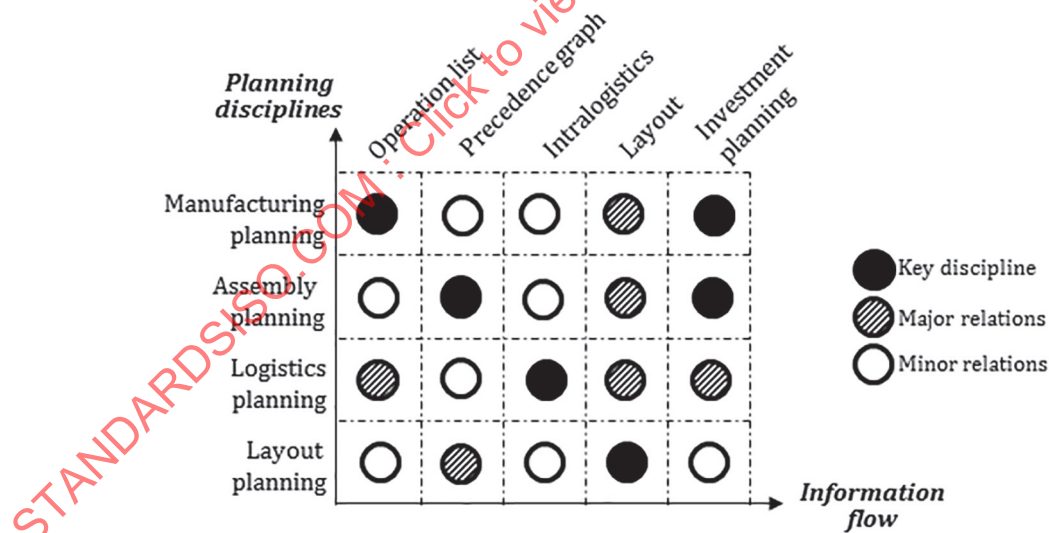 Planning
disciplines
Operation list
Precedence graph
Intralogistics
Layout
Investment
planning
Manufacturing
planning
Assembly
planning
Logistics
planning
Layout
planning
Key discipline
Major relations
Minor relations
Information
flow
STANDARDSISO.COM : Click to vie